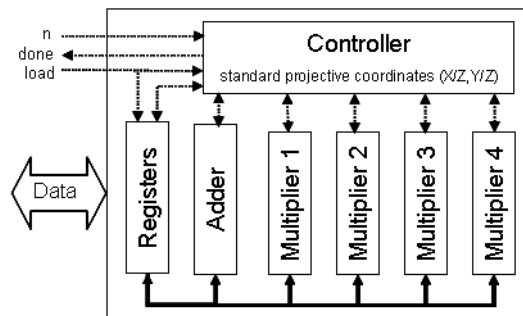 n
done
load
Controller
standard projective coordinates (X/Z,Y/Z)
Data
Registers
Adder
Multiplier 1
Multiplier 2
Multiplier 3
Multiplier 4